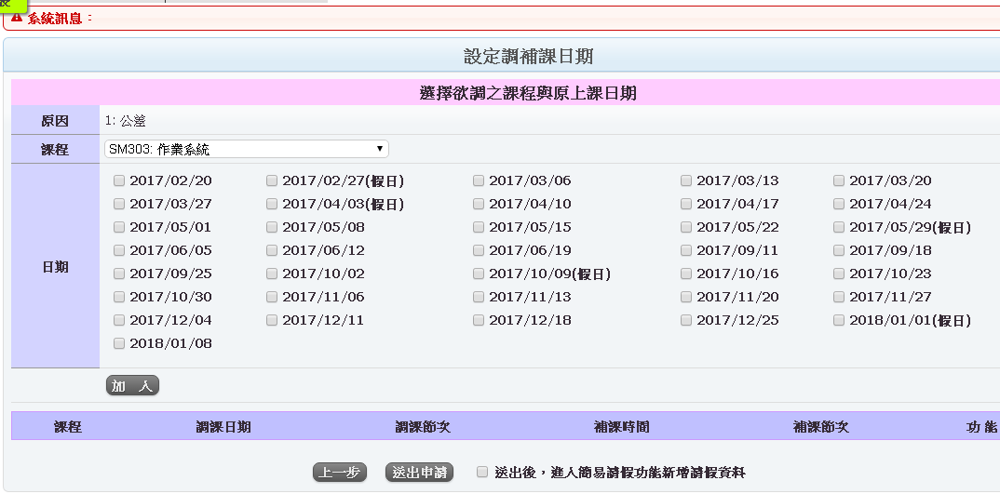 系統訊息：
設定調補課日期
選擇欲調之課程與原上課日期
原因 1: 公差
課程 SM303: 作業系統
日期
2017/02/20 2017/02/27(假日) 2017/03/06 2017/03/13 2017/03/20
2017/03/27 2017/04/03(假日) 2017/04/10 2017/04/17 2017/04/24
2017/05/01 2017/05/08 2017/05/15 2017/05/22 2017/05/29(假日)
2017/06/05 2017/06/12 2017/06/19 2017/09/11 2017/09/18
2017/09/25 2017/10/02 2017/10/09(假日) 2017/10/16 2017/10/23
2017/10/30 2017/11/06 2017/11/13 2017/11/20 2017/11/27
2017/12/04 2017/12/11 2017/12/18 2017/12/25 2018/01/01(假日)
2018/01/08
加 入
課程 調課日期 調課節次 補課時間 補課節次 功 能
上一步 送出申請 送出後，進入簡易請假功能新增請假資料